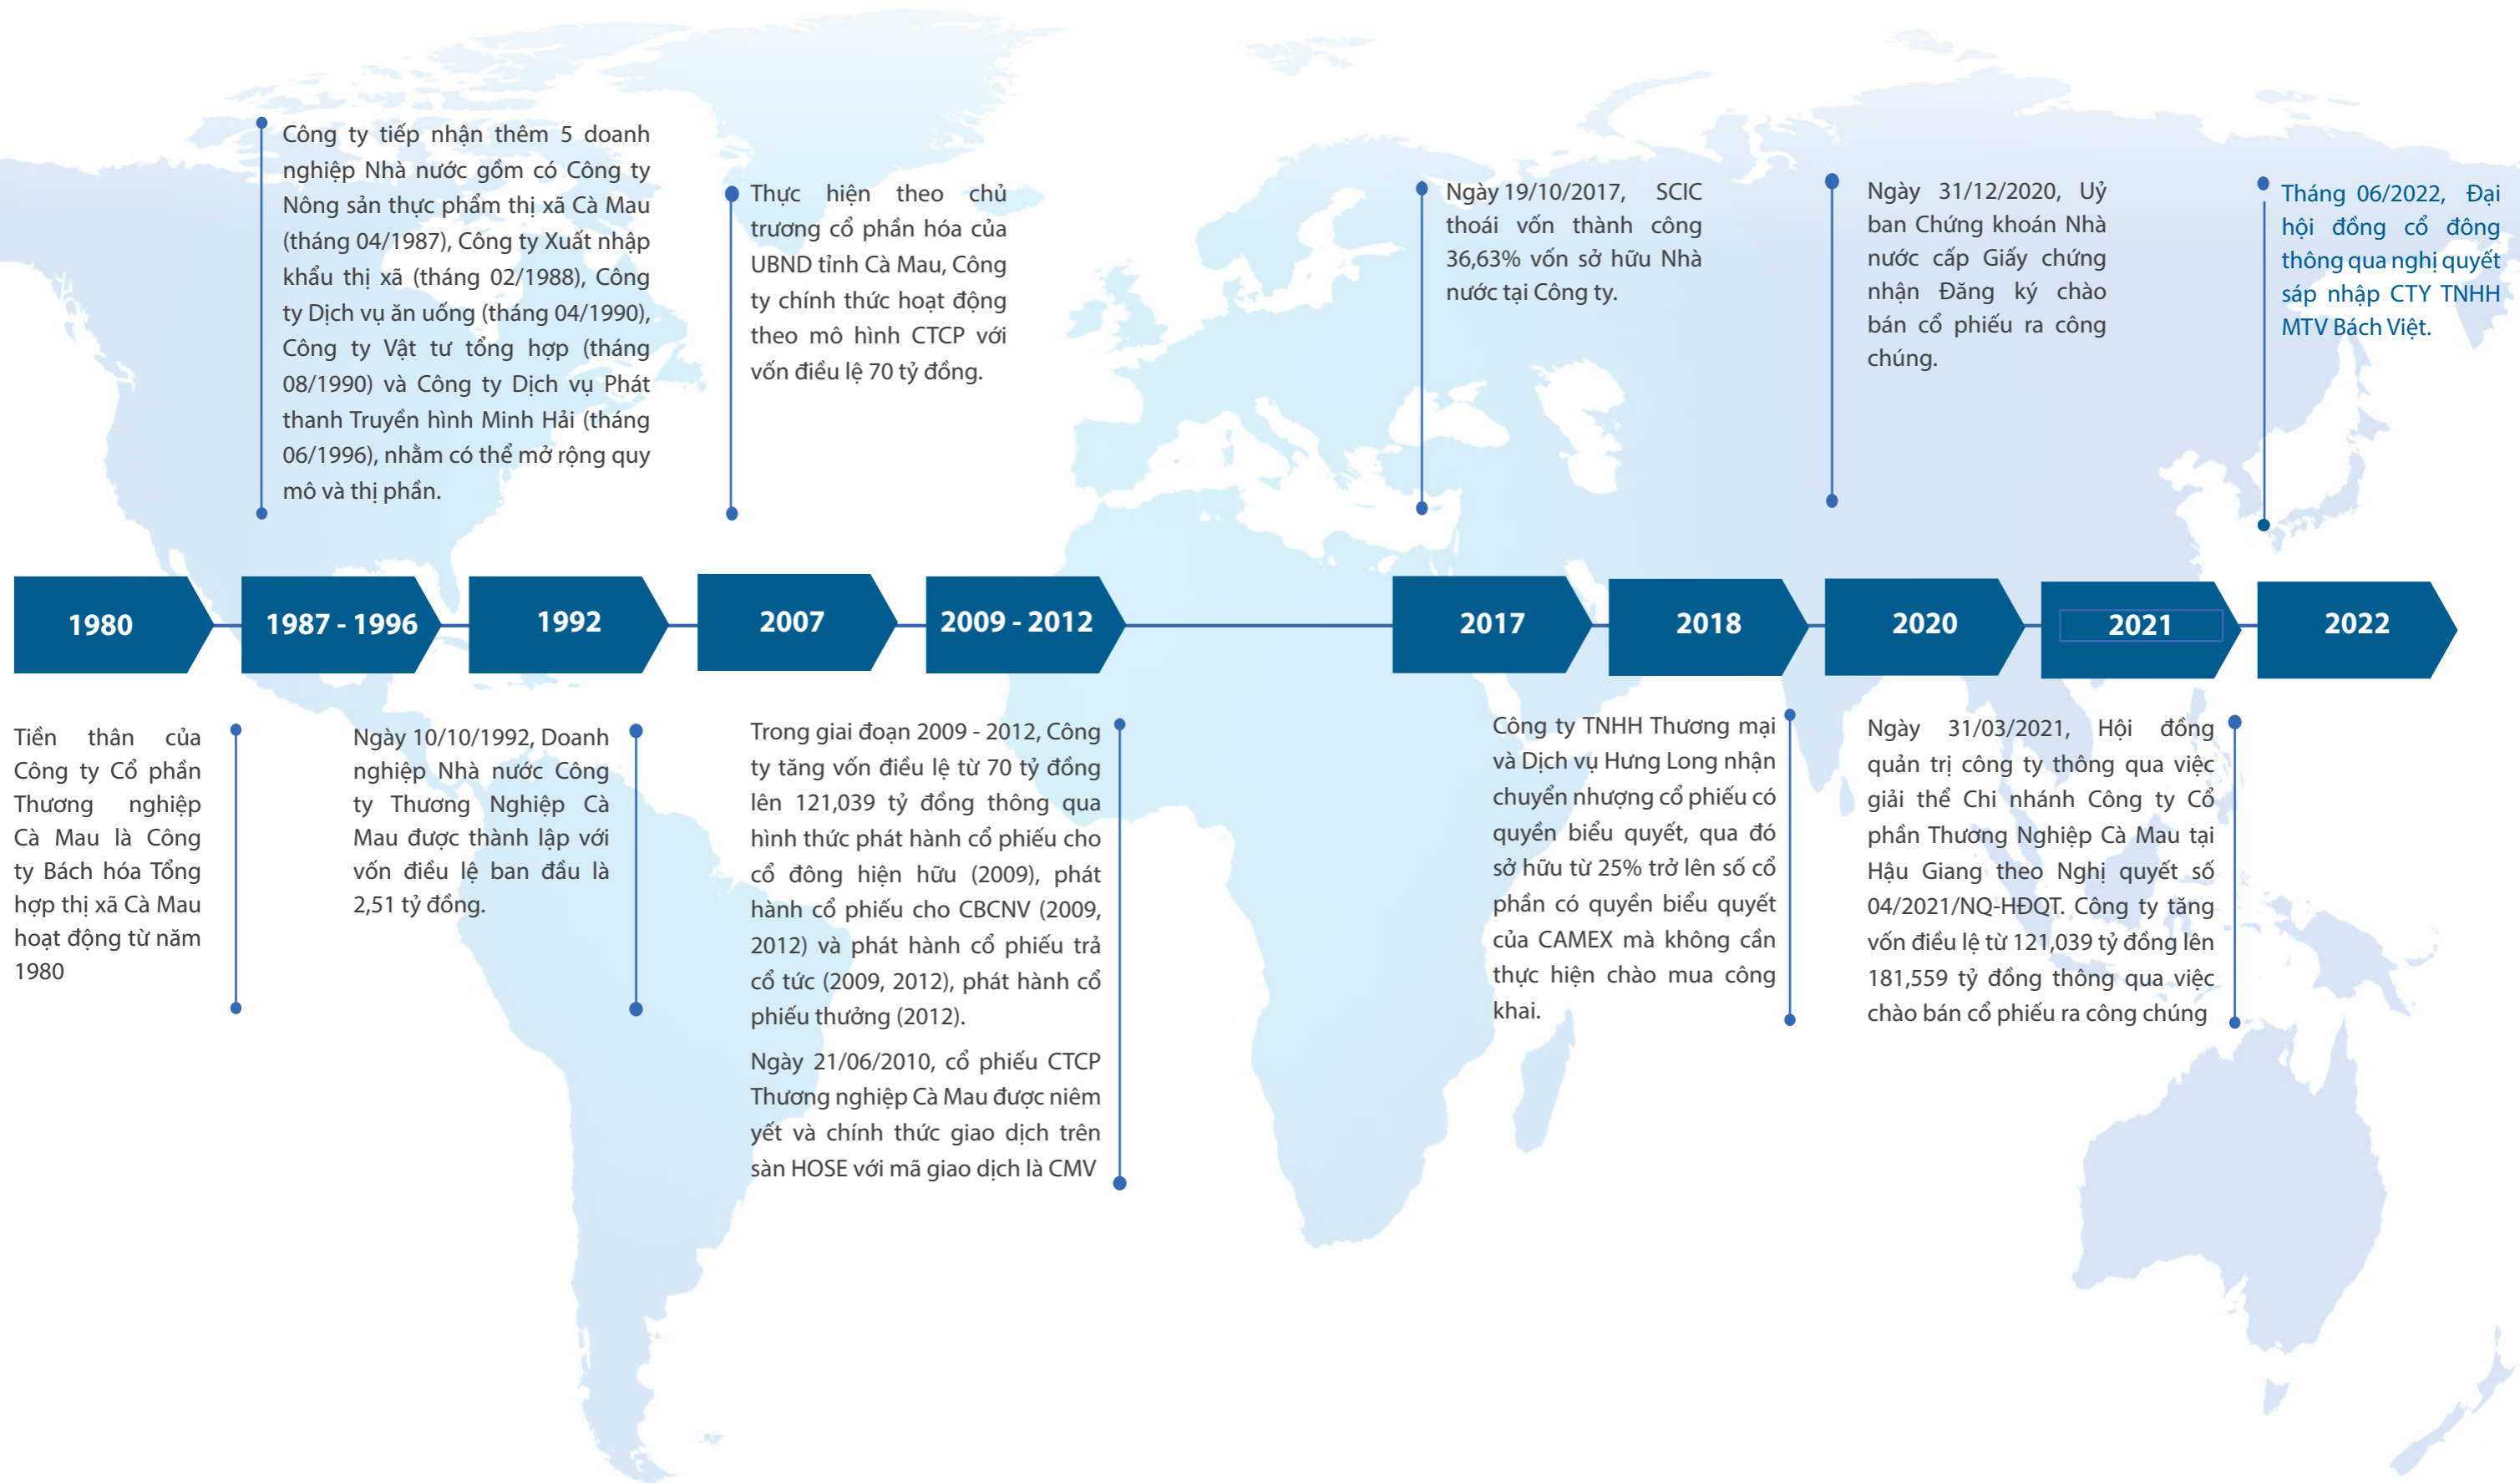 Công ty tiếp nhận thêm 5 doanh
nghiệp Nhà nước gồm có Công ty
Nông sản thực phẩm thị xã Cà Mau
(tháng 04/1987), Công ty Xuất nhập
khẩu thị xã (tháng 02/1988), Công
ty Dịch vụ ăn uống (tháng 04/1990),
Công ty Vật tư tổng hợp (tháng
08/1990) và Công ty Dịch vụ Phát
thanh Truyền hình Minh Hải (tháng
06/1996), nhằm có thể mở rộng quy
mô và thị phần.
Thực hiện theo chủ
trương cổ phần hóa của
UBND tỉnh Cà Mau, Công
ty chính thức hoạt động
theo mô hình CTCP với
vốn điều lệ 70 tỷ đồng.
Ngày 19/10/2017, SCIC
thoái vốn thành công
36,63% vốn sở hữu Nhà
nước tại Công ty.
Ngày 31/12/2020, Uỷ
ban Chứng khoán Nhà
nước cấp Giấy chứng
nhận Đăng ký chào
bán cổ phiếu ra công
chúng.
Tháng 06/2022, Đại
hội đồng cổ đông
thông qua nghị quyết
sáp nhập CTY TNHH
MTV Bách Việt.
1980
1987 - 1996
1992
2007
2009 - 2012
2017
2018
2020
2021
2022
Tiền thân của
Công ty Cổ phần
Thương nghiệp
Cà Mau là Công
ty Bách hóa Tổng
hợp thị xã Cà Mau
hoạt động từ năm
1980
Ngày 10/10/1992, Doanh
nghiệp Nhà nước Công
ty Thương Nghiệp Cà
Mau được thành lập với
vốn điều lệ ban đầu là
2,51 tỷ đồng.
Trong giai đoạn 2009 - 2012, Công
ty tăng vốn điều lệ từ 70 tỷ đồng
lên 121,039 tỷ đồng thông qua
hình thức phát hành cổ phiếu cho
cổ đông hiện hữu (2009), phát
hành cổ phiếu cho CBCNV (2009,
2012) và phát hành cổ phiếu trả
cổ tức (2009, 2012), phát hành cổ
phiếu thưởng (2012).
Ngày 21/06/2010, cổ phiếu CTCP
Thương nghiệp Cà Mau được niêm
yết và chính thức giao dịch trên
sàn HOSE với mã giao dịch là CMV
Công ty TNHH Thương mại
và Dịch vụ Hưng Long nhận
chuyển nhượng cổ phiếu có
quyền biểu quyết, qua đó
sở hữu từ 25% trở lên số cổ
phần có quyền biểu quyết
của CAMEX mà không cần
thực hiện chào mua công
khai.
Ngày 31/03/2021, Hội đồng
quản trị công ty thông qua việc
giải thể Chi nhánh Công ty Cổ
phần Thương Nghiệp Cà Mau tại
Hậu Giang theo Nghị quyết số
04/2021/NQ-HĐQT. Công ty tăng
vốn điều lệ từ 121,039 tỷ đồng lên
181,559 tỷ đồng thông qua việc
chào bán cổ phiếu ra công chúng